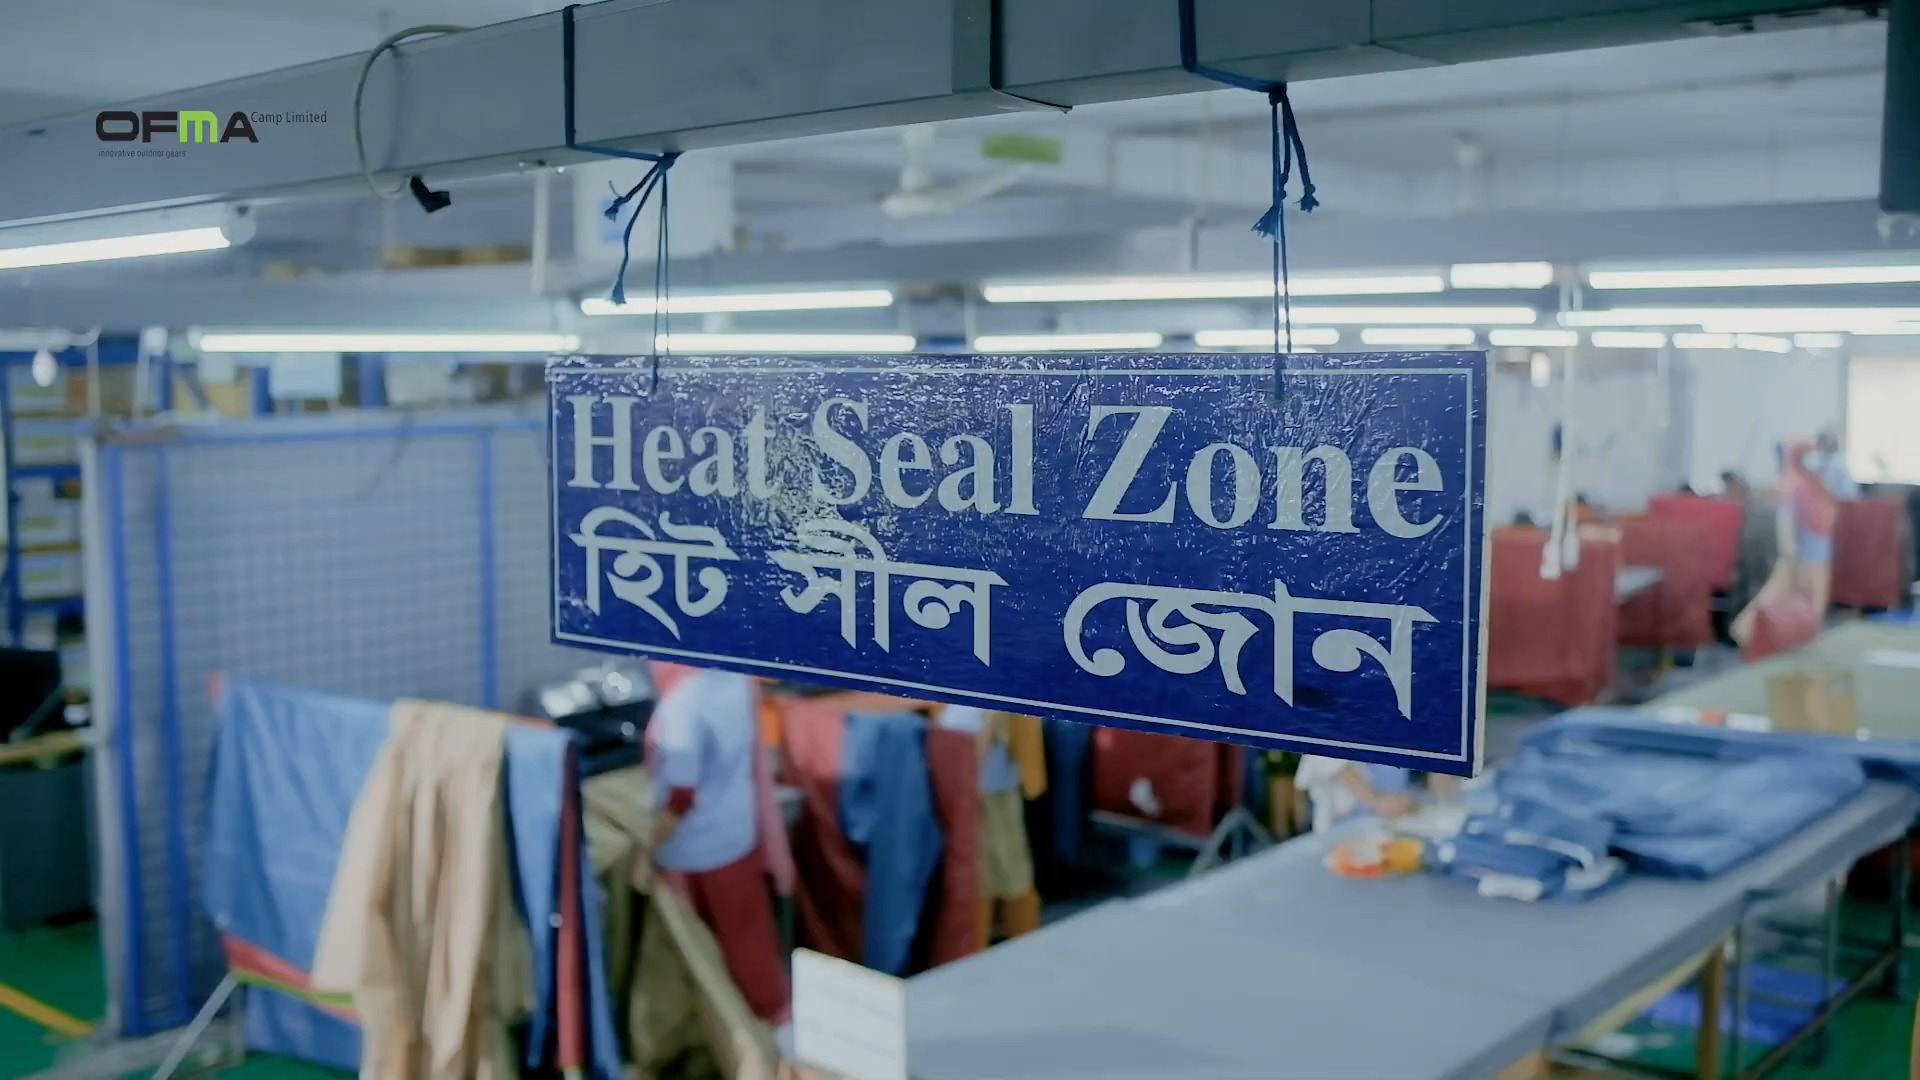 OFMA Camp Limited
innovative outdoor gears
Heat Seal Zone
হিট সীল জোন